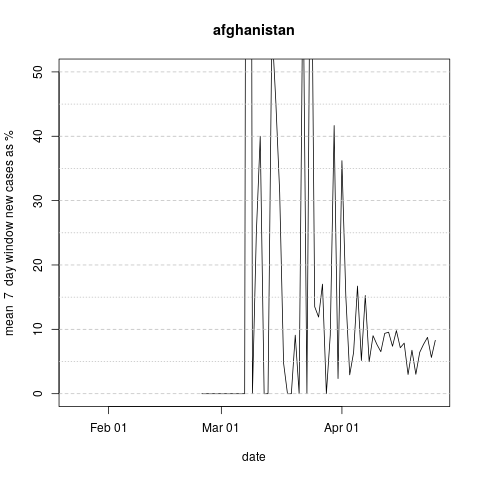 afghanistan
mean  7  day window new cases as %
50
40
30
20
10
0
Feb 01
Mar 01
Apr 01
date